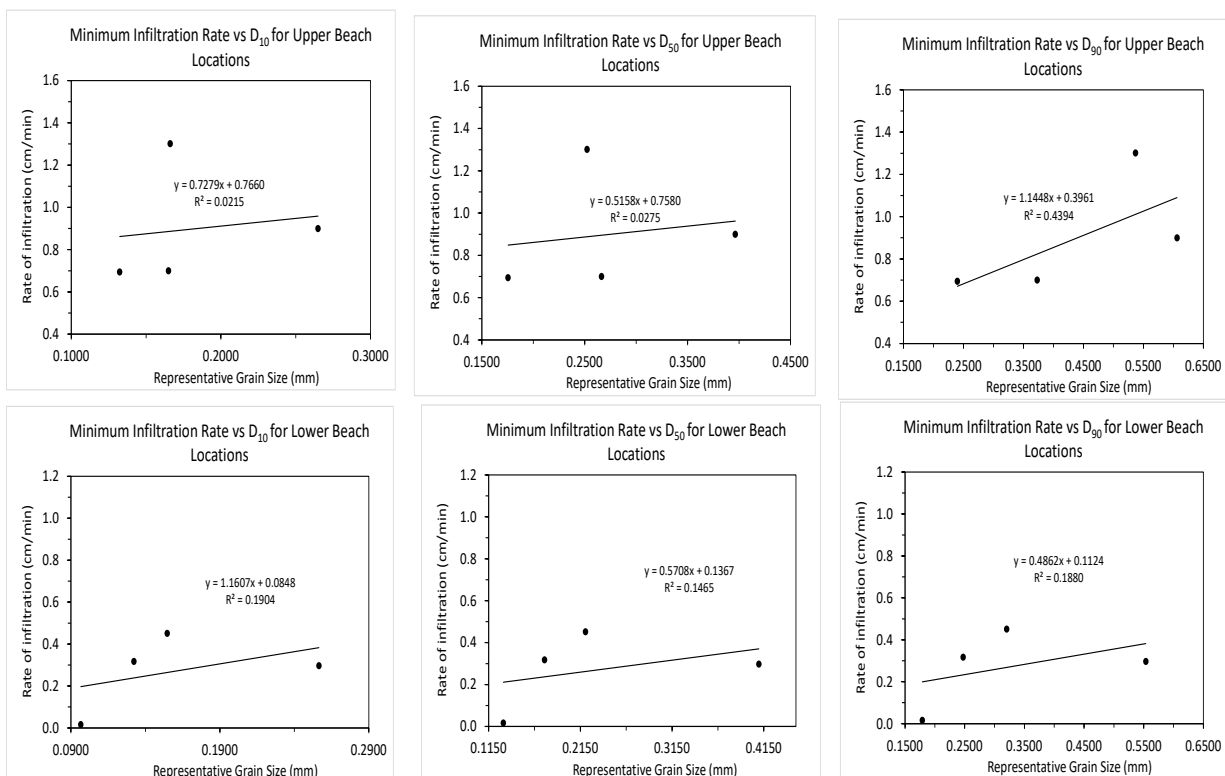 Minimum Infiltration Rate vs D10 for Upper Beach
Locations
Rate of infiltration (cm/min)
1.6
1.4
1.2
1.0
0.8
0.6
0.4
y = 0.7279x + 0.7660
R² = 0.0215
0.1000 0.2000 0.3000
Representative Grain Size (mm)
Minimum Infiltration Rate vs D50 for Upper Beach
Locations
Rate of infiltration (cm/min)
1.6
1.4
1.2
1.0
0.8
0.6
0.4
y = 0.5158x + 0.7580
R² = 0.0275
0.1500 0.2500 0.3500 0.4500
Representative Grain Size (mm)
Minimum Infiltration Rate vs D90 for Upper Beach
Locations
Rate of infiltration (cm/min)
1.6
1.4
1.2
1.0
0.8
0.6
0.4
y = 1.1448x + 0.3961
R² = 0.4394
0.1500 0.2500 0.3500 0.4500 0.5500 0.6500
Representative Grain Size (mm)
Minimum Infiltration Rate vs D10 for Lower Beach
Locations
Rate of infiltration (cm/min)
1.2
1.0
0.8
0.6
0.4
0.2
0.0
y = 1.1607x + 0.0848
R² = 0.1904
0.0900 0.1900 0.2900
Representative Grain Size (mm)
Minimum Infiltration Rate vs D50 for Lower Beach
Locations
Rate of infiltration (cm/min)
1.2
1.0
0.8
0.6
0.4
0.2
0.0
y = 0.5708x + 0.1367
R² = 0.1465
0.1150 0.2150 0.3150 0.4150
Representative Grain Size (mm)
Minimum Infiltration Rate vs D90 for Lower Beach
Locations
Rate of infiltration (cm/min)
1.2
1.0
0.8
0.6
0.4
0.2
0.0
y = 0.4862x + 0.1124
R² = 0.1880
0.1500 0.2500 0.3500 0.4500 0.5500 0.6500
Representative Grain Size (mm)